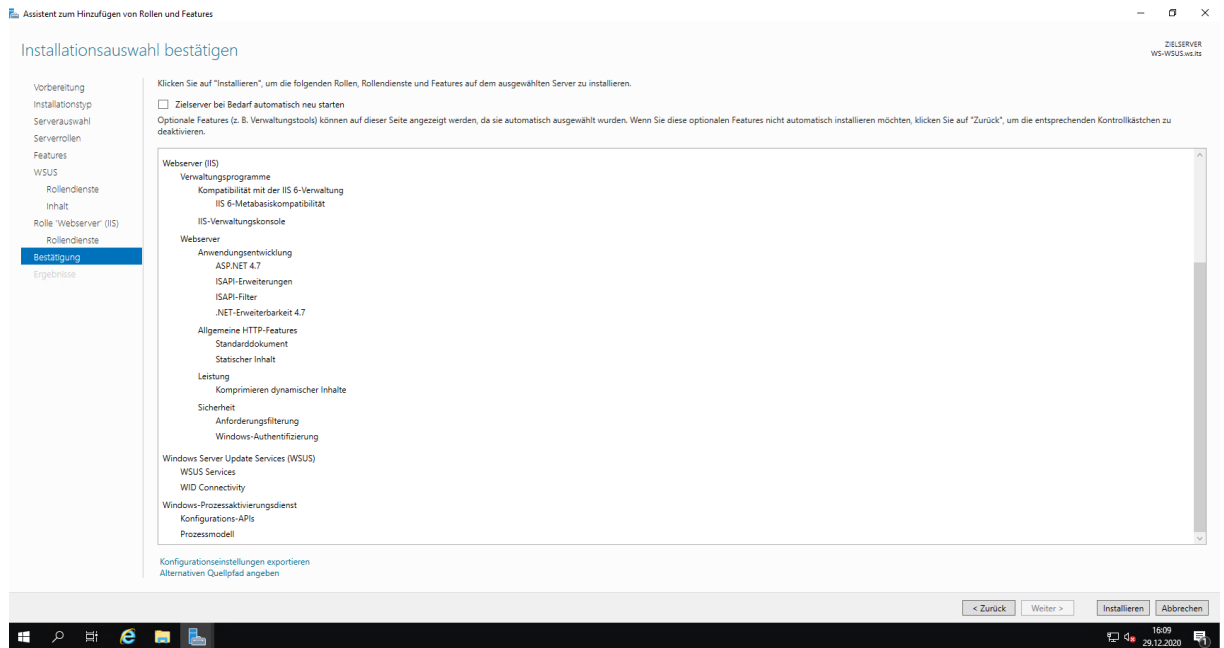 Assistent zum Hinzufügen von Rollen und Features
Installationsauswahl bestätigen
ZIELSERVER
WS-WSUS.ws.its
Vorbereitung
Installationstyp
Serverauswahl
Serverrollen
Features
WSUS
Rollendienste
Inhalt
Rolle 'Webserver' (IIS)
Rollendienste
Bestätigung
Ergebnisse
Klicken Sie auf "Installieren", um die folgenden Rollen, Rollendienste und Features auf dem ausgewählten Server zu installieren.
Zielserver bei Bedarf automatisch neu starten
Optionale Features (z. B. Verwaltungstools) können auf dieser Seite angezeigt werden, da sie automatisch ausgewählt wurden. Wenn Sie diese optionalen Features nicht automatisch installieren möchten, klicken Sie auf "Zurück", um die entsprechenden Kontrollkästchen zu
deaktivieren.
Webserver (IIS)
Verwaltungsprogramme
Kompatibilität mit der IIS 6-Verwaltung
IIS 6-Metabasiskompatibilität
IIS-Verwaltungskonsole
Webserver
Anwendungsentwicklung
ASP.NET 4.7
ISAPI-Erweiterungen
ISAPI-Filter
.NET-Erweiterbarkeit 4.7
Allgemeine HTTP-Features
Standarddokument
Statischer Inhalt
Leistung
Komprimieren dynamischer Inhalte
Sicherheit
Anforderungsfilterung
Windows-Authentifizierung
Windows Server Update Services (WSUS)
WSUS Services
WID Connectivity
Windows-Prozessaktivierungsdienst
Konfigurations-APIs
Prozessmodell
Konfigurationseinstellungen exportieren
Alternativen Quellpfad angeben
< Zurück
Weiter >
Installieren
Abbrechen
16:09
29.12.2020
1